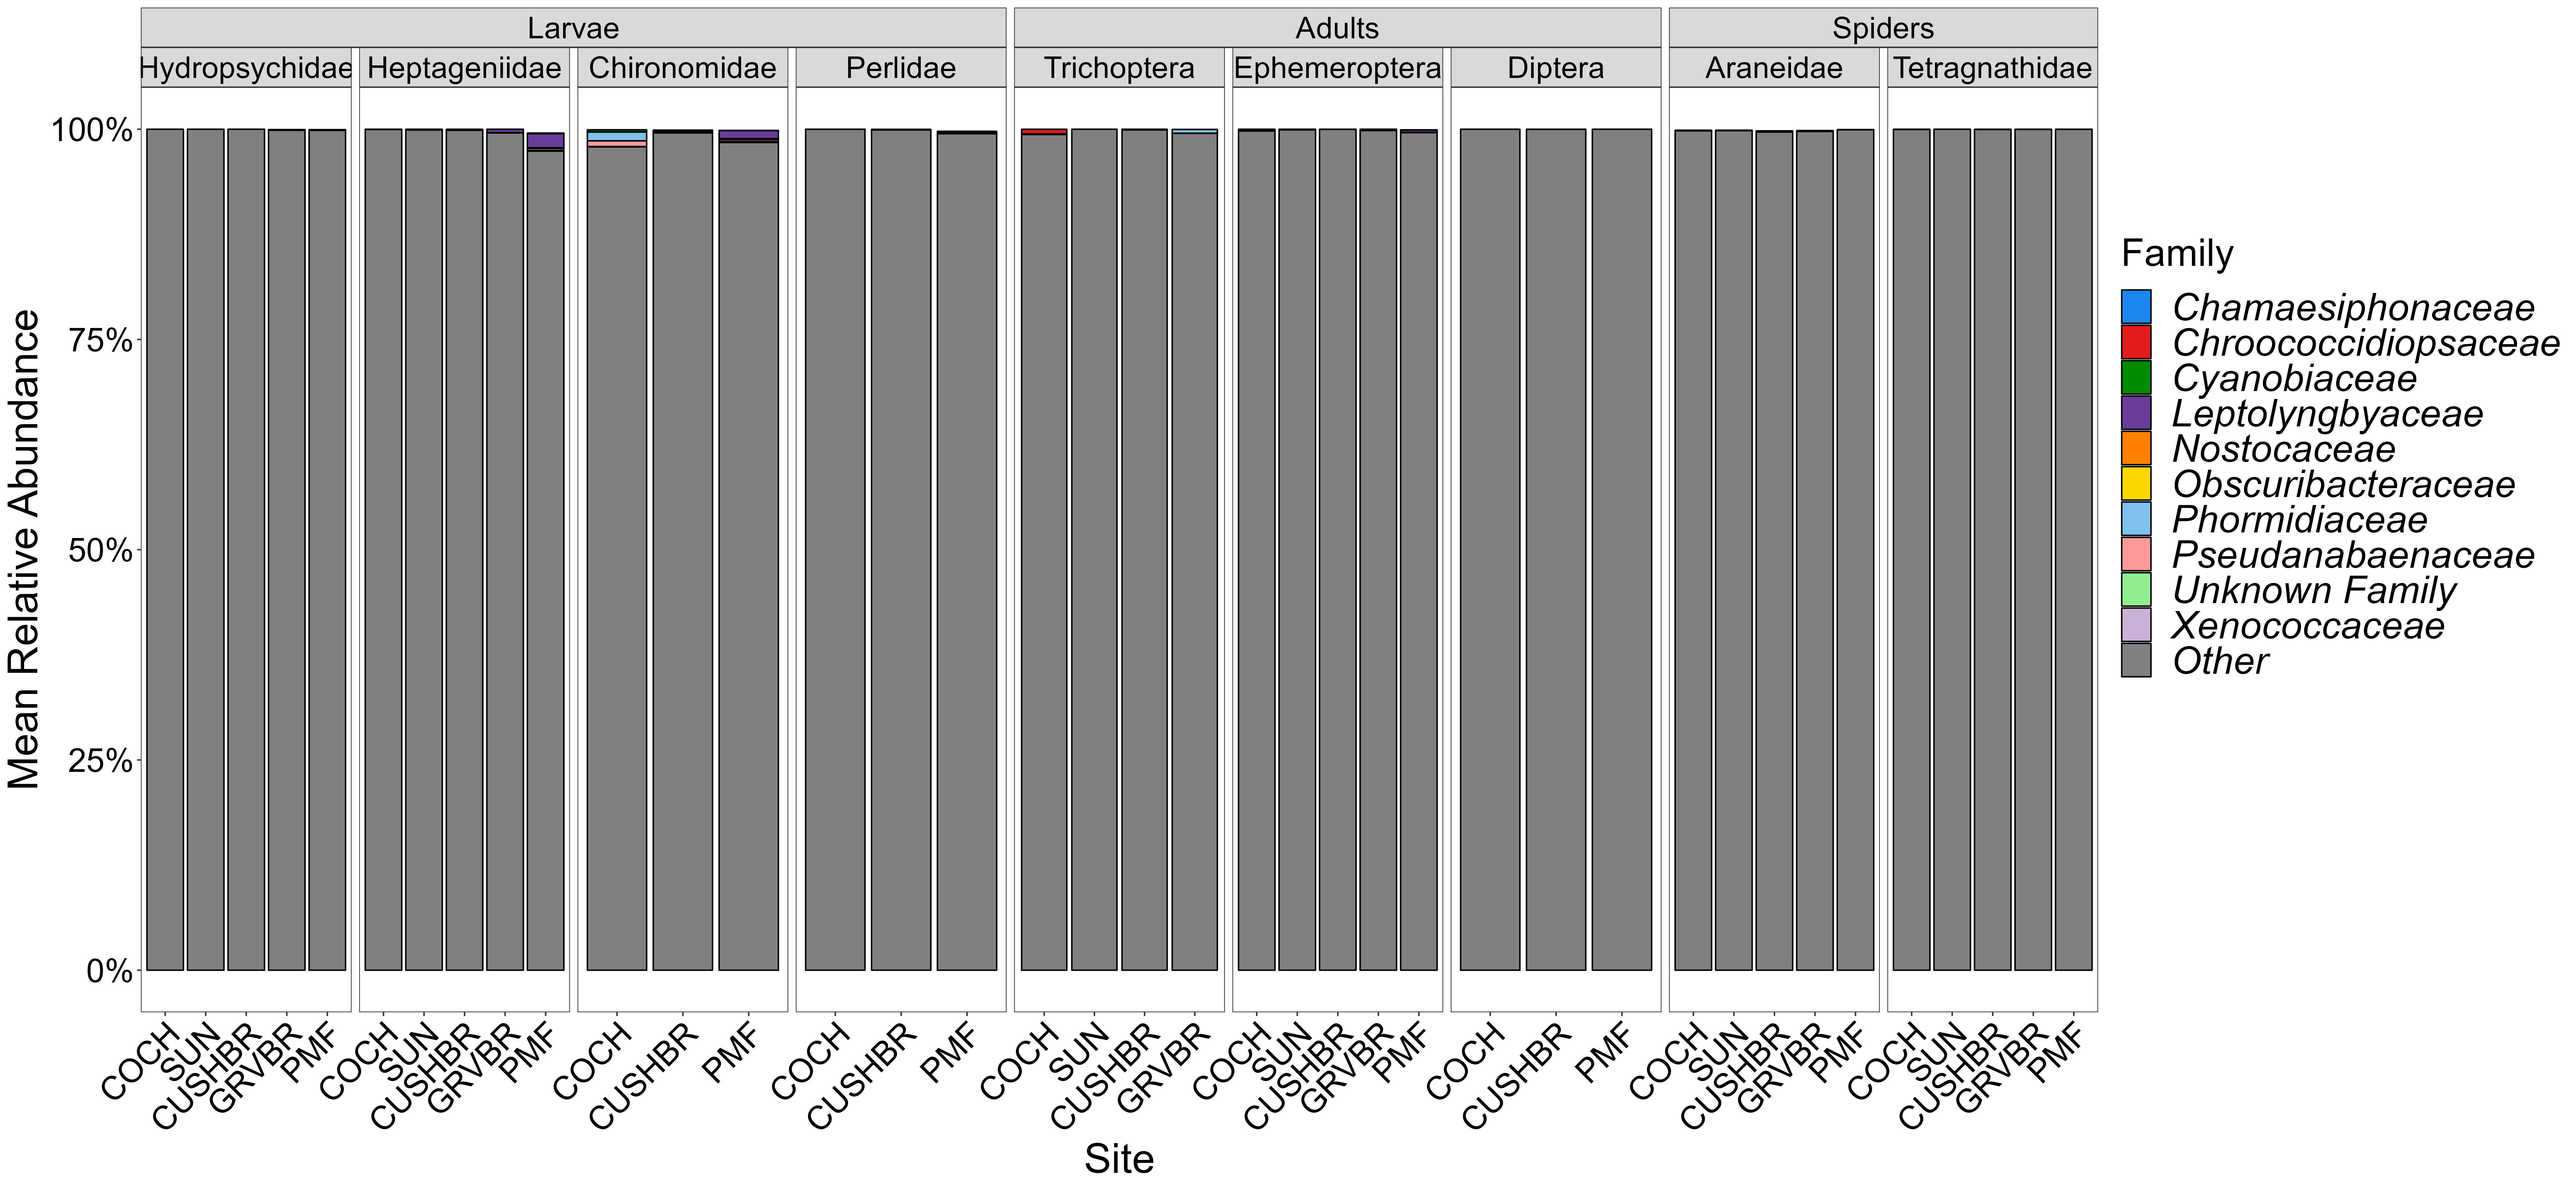 Larvae Adults Spiders
Hydropsychidae Heptageniidae Chironomidae Perlidae Trichoptera Ephemeroptera Diptera Araneidae Tetragnathidae
Mean Relative Abundance
100%
75%
50%
25%
0%
COCH SUN CUSHBR GRVBR PMF COCH SUN CUSHBR GRVBR PMF COCH CUSHBR PMF COCH CUSHBR PMF COCH SUN CUSHBR GRVBR COCH SUN CUSHBR GRVBR PMF COCH CUSHBR PMF COCH SUN CUSHBR GRVBR PMF COCH SUN CUSHBR GRVBR PMF
Site
Family
Chamaesiphonaceae
Chroococcidiopsaceae
Cyanobiaceae
Leptolyngbyaceae
Nostocaceae
Obscuribacteraceae
Phormidiaceae
Pseudanabaenaceae
Unknown Family
Xenococcaceae
Other